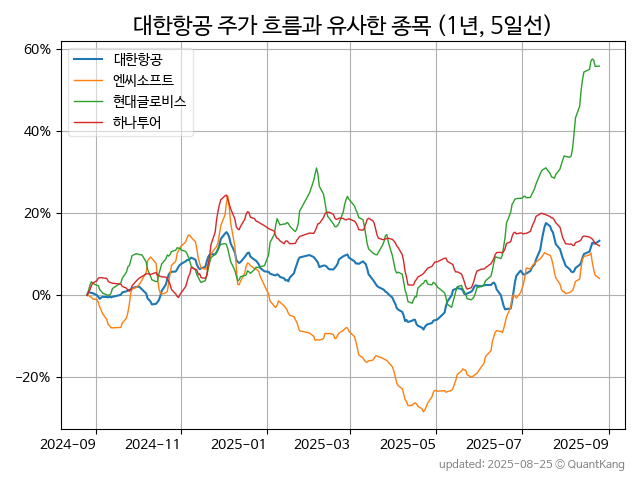 대한항공 주가 흐름과 유사한 종목 (1년, 5일선)
대한항공
엔씨소프트
현대글로비스
하나투어
60%
40%
20%
0%
−20%
2024-09 2024-11 2025-01 2025-03 2025-05 2025-07 2025-09
updated: 2025-08-25 © QuantKang